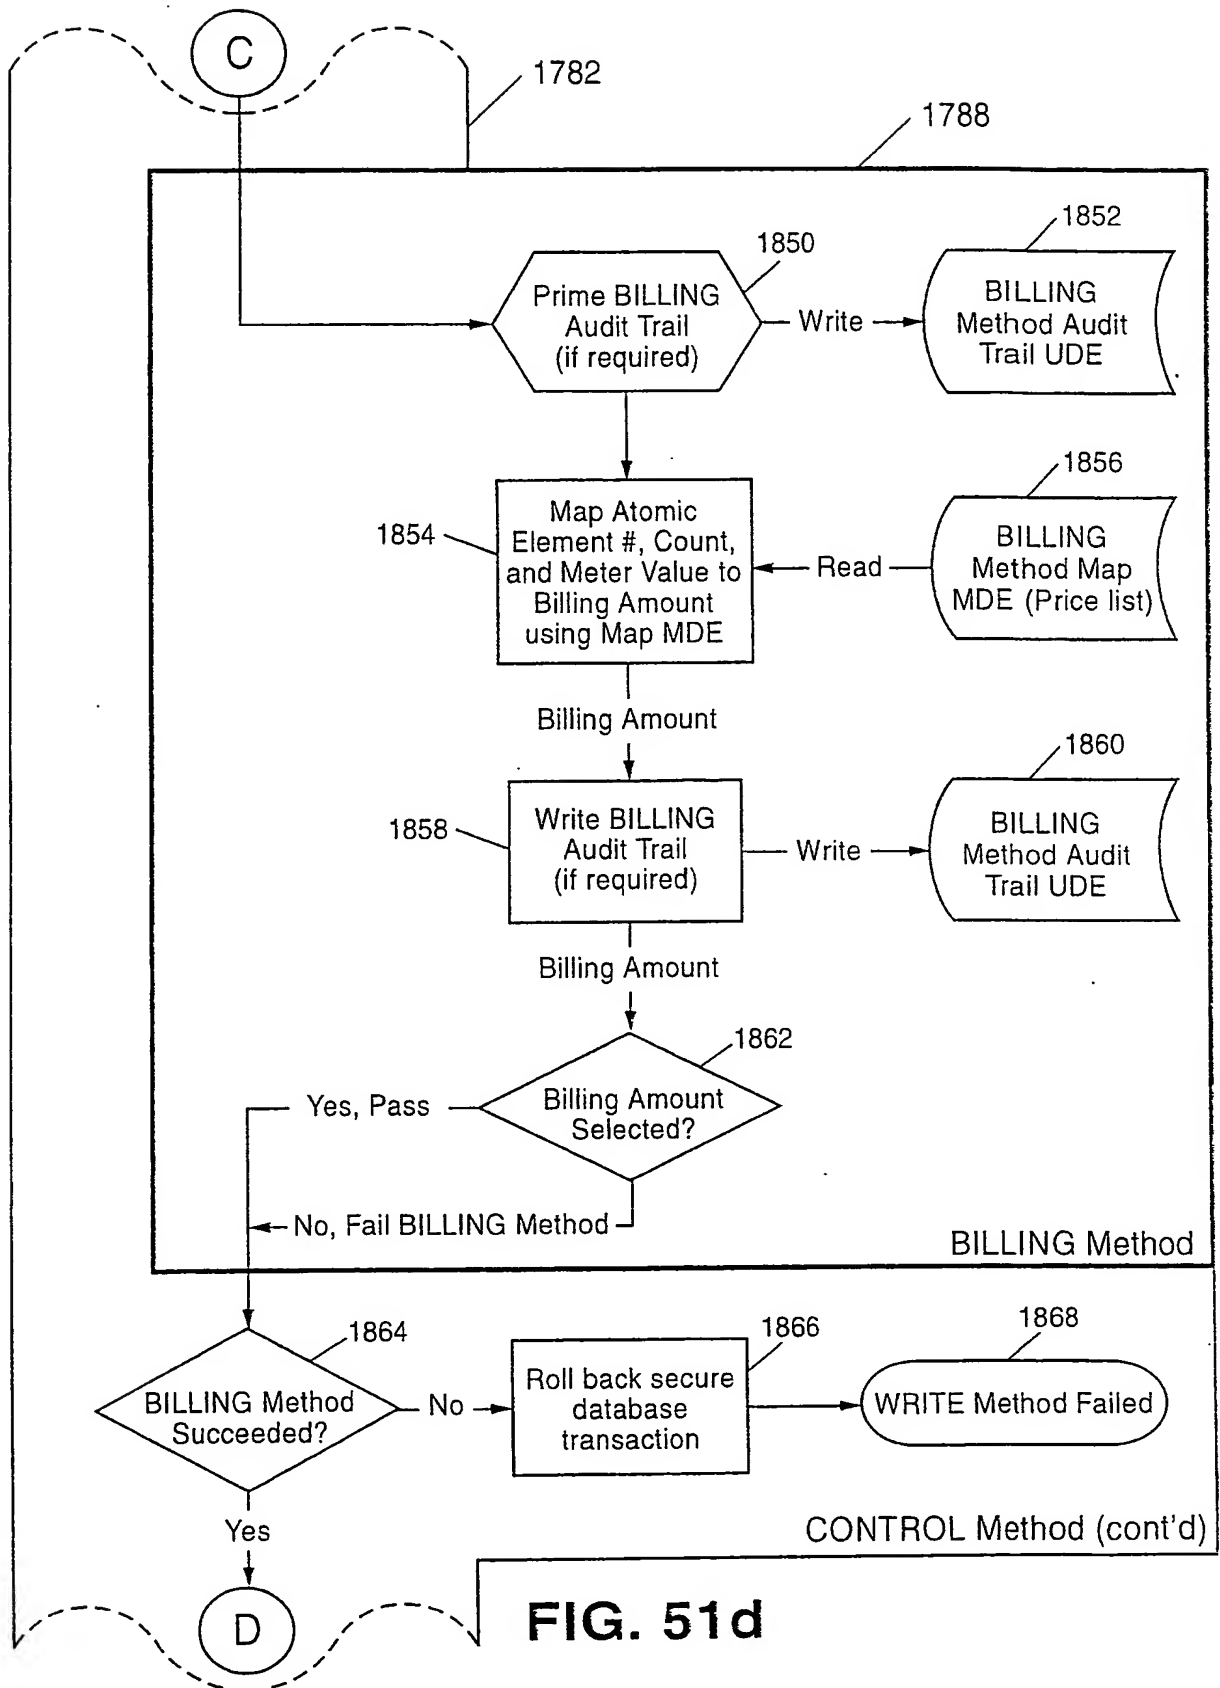 C
1782
1788
1850
1852
Prime BILLING
Audit Trail
(if required)
Write
BILLING
Method Audit
Trail UDE
1854
Map Atomic
Element #, Count,
and Meter Value to
Billing Amount
using Map MDE
Read
1856
BILLING
Method Map
MDE (Price list)
Billing Amount
1858
Write BILLING
Audit Trail
(if required)
Write
1860
BILLING
Method Audit
Trail UDE
Billing Amount
1862
Billing Amount
Selected?
Yes, Pass
No, Fail BILLING Method
BILLING Method
1864
BILLING Method
Succeeded?
No
1866
Roll back secure
database
transaction
1868
WRITE Method Failed
Yes
CONTROL Method (cont'd)
D
FIG. 51d